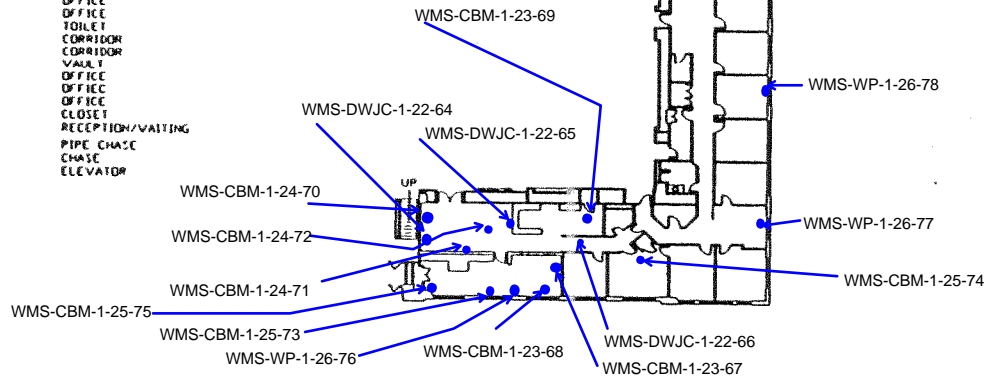 OFFICE
OFFICE
TOILET
CORRIDOR
CORRIDOR
VAULT
OFFICE
OFFIEC
OFFICE
CLOSET
RECEPTION/WAITING
PIPE CHASE
CHASE
ELEVATOR
WMS-CBM-1-23-69
WMS-WP-1-26-78
WMS-DWJC-1-22-64
WMS-DWJC-1-22-65
UP
WMS-CBM-1-24-70
WMS-WP-1-26-77
WMS-CBM-1-24-72
WMS-CBM-1-25-74
WMS-CBM-1-24-71
WMS-CBM-1-25-75
WMS-CBM-1-25-73
WMS-DWJC-1-22-66
WMS-CBM-1-23-68
WMS-WP-1-26-76
WMS-CBM-1-23-67